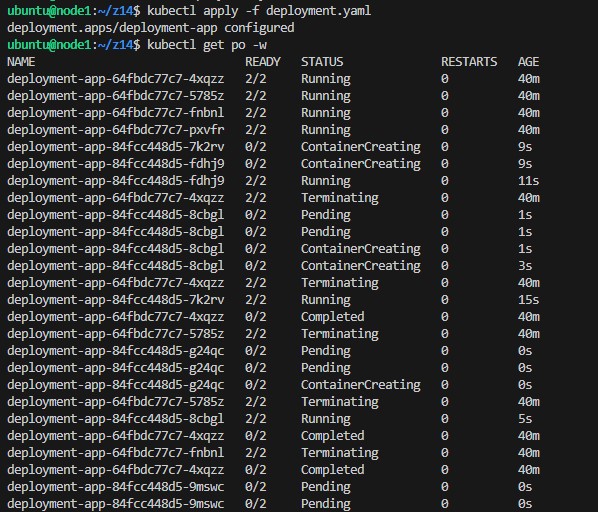 ubuntu@node1:~/z14$ kubectl apply -f deployment.yaml
deployment.apps/deployment-app configured
ubuntu@node1:~/z14$ kubectl get po -w
NAME READY STATUS RESTARTS AGE
deployment-app-64fbdc77c7-4xqzz 2/2 Running 0 40m
deployment-app-64fbdc77c7-5785z 2/2 Running 0 40m
deployment-app-64fbdc77c7-fnbnl 2/2 Running 0 40m
deployment-app-64fbdc77c7-pxvfr 2/2 Running 0 40m
deployment-app-84fcc448d5-7k2rv 0/2 ContainerCreating 0 9s
deployment-app-84fcc448d5-fdhj9 0/2 ContainerCreating 0 9s
deployment-app-84fcc448d5-fdhj9 2/2 Running 0 11s
deployment-app-64fbdc77c7-4xqzz 2/2 Terminating 0 40m
deployment-app-84fcc448d5-8cbgl 0/2 Pending 0 1s
deployment-app-84fcc448d5-8cbgl 0/2 Pending 0 1s
deployment-app-84fcc448d5-8cbgl 0/2 ContainerCreating 0 1s
deployment-app-84fcc448d5-8cbgl 0/2 ContainerCreating 0 3s
deployment-app-64fbdc77c7-4xqzz 2/2 Terminating 0 40m
deployment-app-84fcc448d5-7k2rv 2/2 Running 0 15s
deployment-app-64fbdc77c7-4xqzz 0/2 Completed 0 40m
deployment-app-64fbdc77c7-5785z 2/2 Terminating 0 40m
deployment-app-84fcc448d5-g24qc 0/2 Pending 0 0s
deployment-app-84fcc448d5-g24qc 0/2 Pending 0 0s
deployment-app-84fcc448d5-g24qc 0/2 ContainerCreating 0 0s
deployment-app-64fbdc77c7-5785z 2/2 Terminating 0 40m
deployment-app-84fcc448d5-8cbgl 2/2 Running 0 5s
deployment-app-64fbdc77c7-4xqzz 0/2 Completed 0 40m
deployment-app-64fbdc77c7-fnbnl 2/2 Terminating 0 40m
deployment-app-64fbdc77c7-4xqzz 0/2 Completed 0 40m
deployment-app-84fcc448d5-9mswc 0/2 Pending 0 0s
deployment-app-84fcc448d5-9mswc 0/2 Pending 0 0s